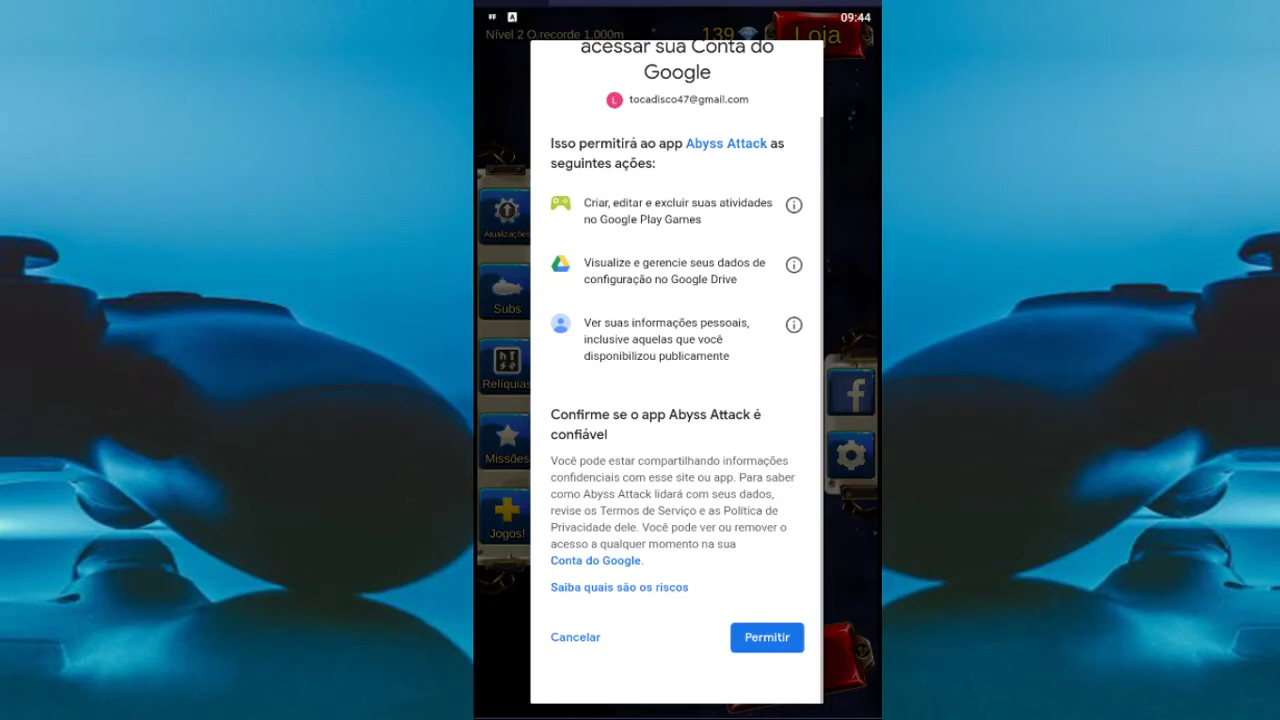 09:44
Nível 2 O recorde 1.000m
139
Loja
acessar sua Conta do
Google
L
tocadisco47@gmail.com
Isso permitirá ao app Abyss Attack as
seguintes ações:
Criar, editar e excluir suas atividades
no Google Play Games
Visualize e gerencie seus dados de
configuração no Google Drive
Ver suas informações pessoais,
inclusive aquelas que você
disponibilizou publicamente
Confirme se o app Abyss Attack é
confiável
Você pode estar compartilhando informações
confidenciais com esse site ou app. Para saber
como Abyss Attack lidará com seus dados,
revise os Termos de Serviço e as Política de
Privacidade dele. Você pode ver ou remover o
acesso a qualquer momento na sua
Conta do Google.
Saiba quais são os riscos
Cancelar
Permitir
Atualizações
Subs
Relíquias
Missões
Jogos!